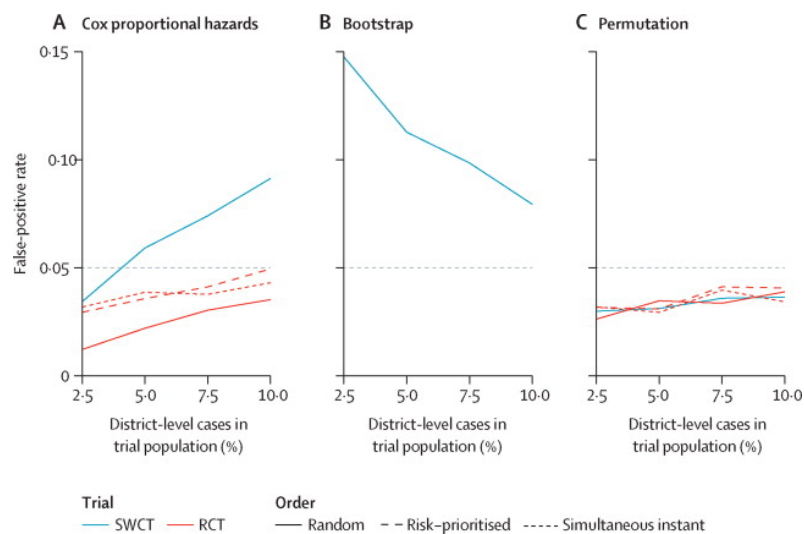 A Cox proportional hazards
B Bootstrap
C Permutation
0·15
0·10
0·05
0
False-positive rate
2·5 5·0 7·5 10·0
2·5 5·0 7·5 10·0
2·5 5·0 7·5 10·0
District-level cases in
trial population (%)
District-level cases in
trial population (%)
District-level cases in
trial population (%)
Trial
SWCT RCT
Order
Random Risk–prioritised Simultaneous instant